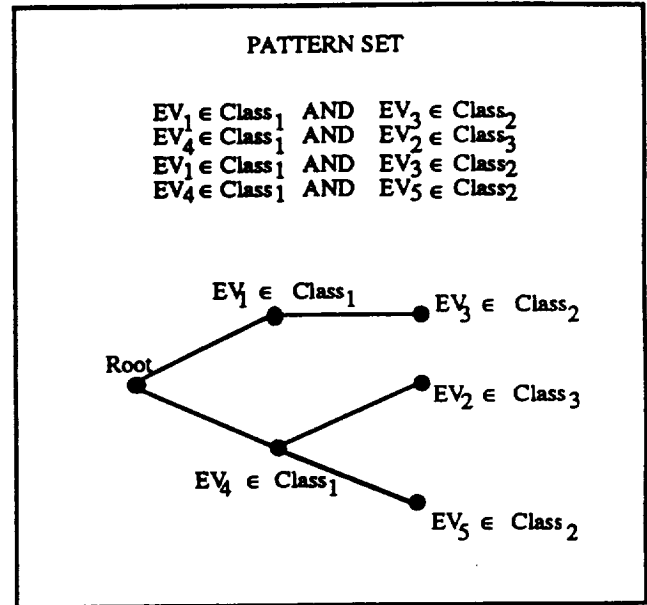 PATTERN SET
EV₁ ∈ Class₁ AND EV₃ ∈ Class₂
EV₄ ∈ Class₁ AND EV₂ ∈ Class₃
EV₁ ∈ Class₁ AND EV₃ ∈ Class₂
EV₄ ∈ Class₁ AND EV₅ ∈ Class₂
EV₁ ∈ Class₁
EV₃ ∈ Class₂
Root
EV₂ ∈ Class₃
EV₄ ∈ Class₁
EV₅ ∈ Class₂